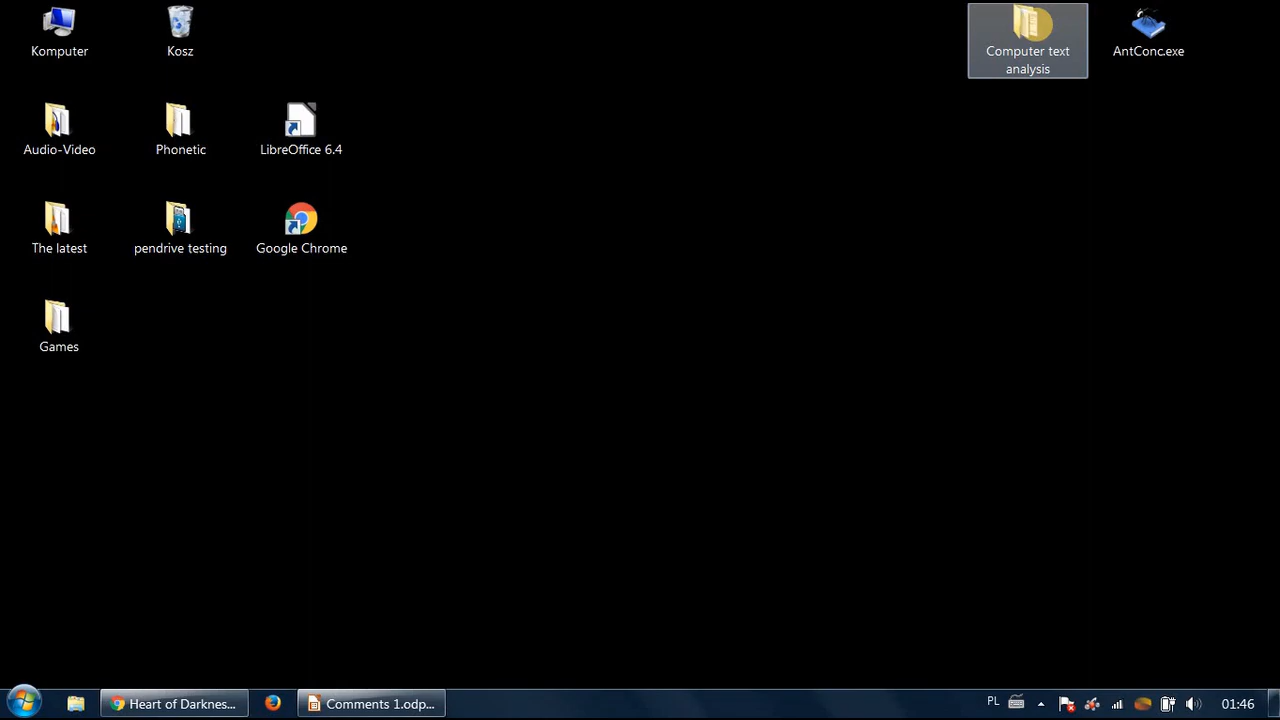 Komputer
Kosz
Computer text
analysis
AntConc.exe
Audio-Video
Phonetic
LibreOffice 6.4
The latest
pendrive testing
Google Chrome
Games
Heart of Darknes...
Comments 1.odp...
PL
01:46